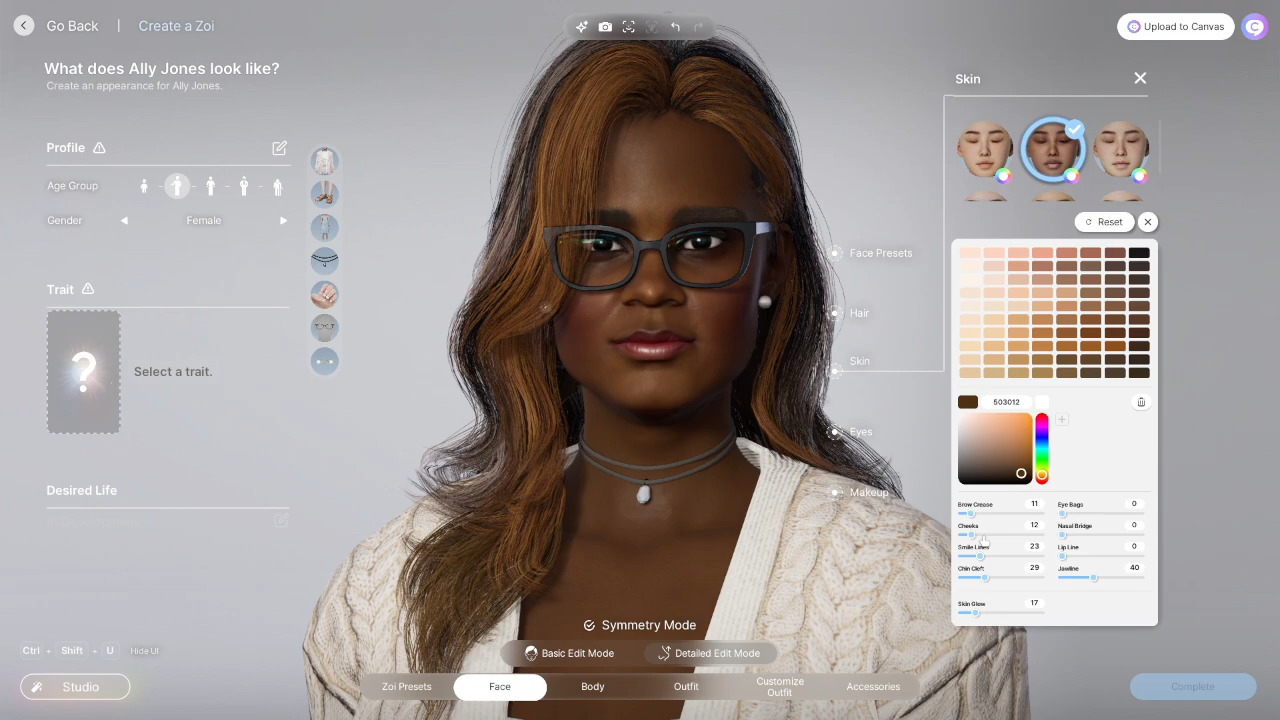 Go Back | Create a Zoi
Upload to Canvas
What does Ally Jones look like?
Create an appearance for Ally Jones.
Profile
Age Group
Gender
Female
Trait
?
Select a trait.
Desired Life
Ctrl + Shift + U Hide UI
Studio
Face Presets
Hair
Skin
Eyes
Makeup
Skin
Reset
503012
Brow Crease 11
Eye Bags 0
Cheeks 12
Nasal Bridge 0
Smile Lines 23
Lip Line 0
Chin Cleft 29
Jawline 40
Skin Glow 17
Symmetry Mode
Basic Edit Mode
Detailed Edit Mode
Zoi Presets
Face
Body
Outfit
Customize
Outfit
Accessories
Complete